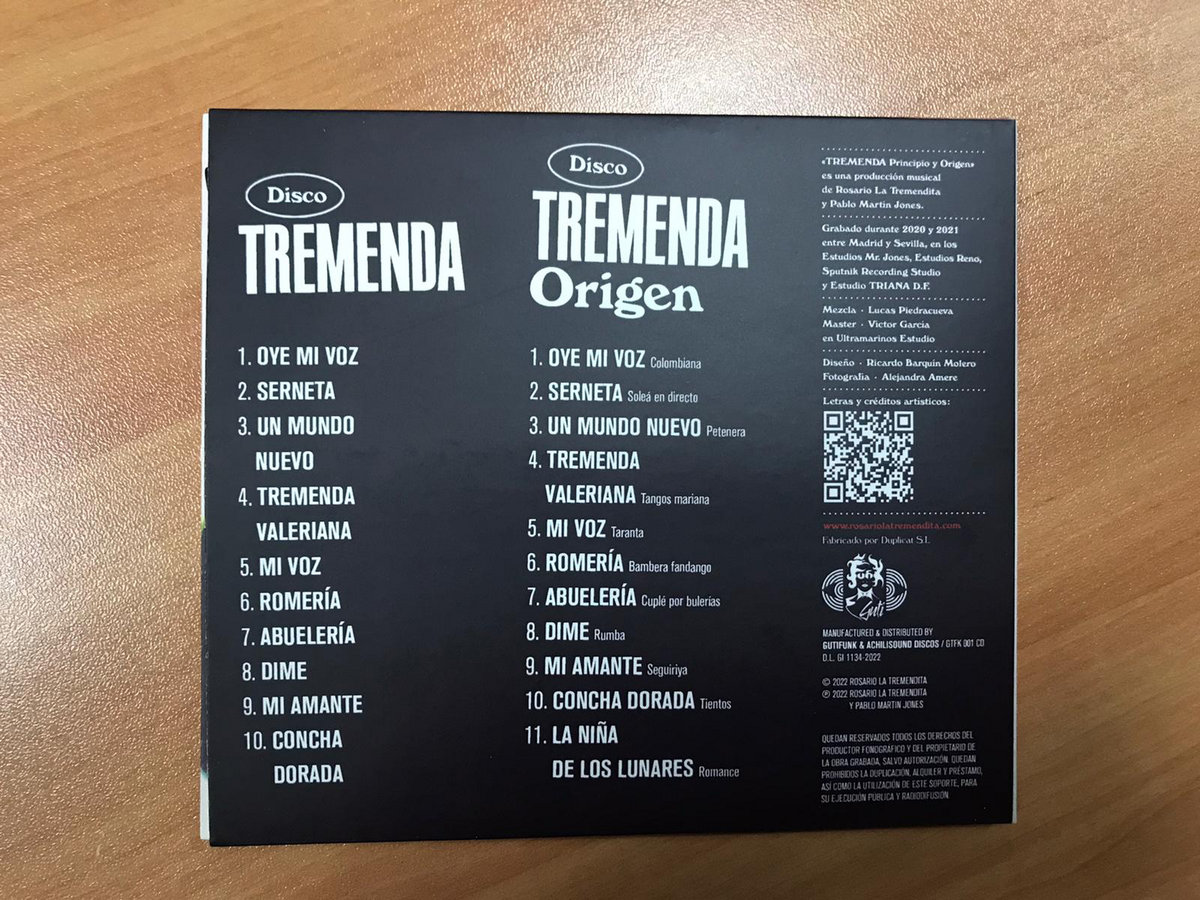 Disco
TREMENDA
1. OYE MI VOZ
2. SERNETA
3. UN MUNDO
NUEVO
4. TREMENDA
VALERIANA
5. MI VOZ
6. ROMERÍA
7. ABUELERÍA
8. DIME
9. MI AMANTE
10. CONCHA
DORADA
Disco
TREMENDA
Origen
1. OYE MI VOZ Colombiana
2. SERNETA Soleá en directo
3. UN MUNDO NUEVO Petenera
4. TREMENDA
VALERIANA Tangos mariana
5. MI VOZ Taranta
6. ROMERÍA Bambera fandango
7. ABUELERÍA Cuplé por bulerías
8. DIME Rumba
9. MI AMANTE Seguiriya
10. CONCHA DORADA Tientos
11. LA NIÑA
DE LOS LUNARES Romance
«TREMENDA Principio y Origen»
es una producción musical
de Rosario La Tremendita
y Pablo Martin Jones.
Grabado durante 2020 y 2021
entre Madrid y Sevilla, en los
Estudios Mr. Jones, Estudios Reno,
Sputnik Recording Studio
y Estudio TRIANA D.F.
Mezcla · Lucas Piedracueva
Master · Victor Garcia
en Ultramarinos Estudio
Diseño · Ricardo Barquín Molero
Fotografía · Alejandra Amere
Letras y créditos artísticos:
www.rosariolatremendita.com
Fabricado por Duplicat S.L
Guti
MANUFACTURED & DISTRIBUTED BY
GUTIFUNK & ACHILISOUND DISCOS / GTFK 001 CD
D.L. GI 1134-2022
© 2022 ROSARIO LA TREMENDITA
℗ 2022 ROSARIO LA TREMENDITA
Y PABLO MARTIN JONES
QUEDAN RESERVADOS TODOS LOS DERECHOS DEL
PRODUCTOR FONOGRÁFICO Y DEL PROPIETARIO DE
LA OBRA GRABADA, SALVO AUTORIZACIÓN. QUEDAN
PROHIBIDOS LA DUPLICACIÓN, ALQUILER Y PRÉSTAMO,
ASÍ COMO LA UTILIZACIÓN DE ESTE SOPORTE, PARA
SU EJECUCIÓN PÚBLICA Y RADIODIFUSIÓN.